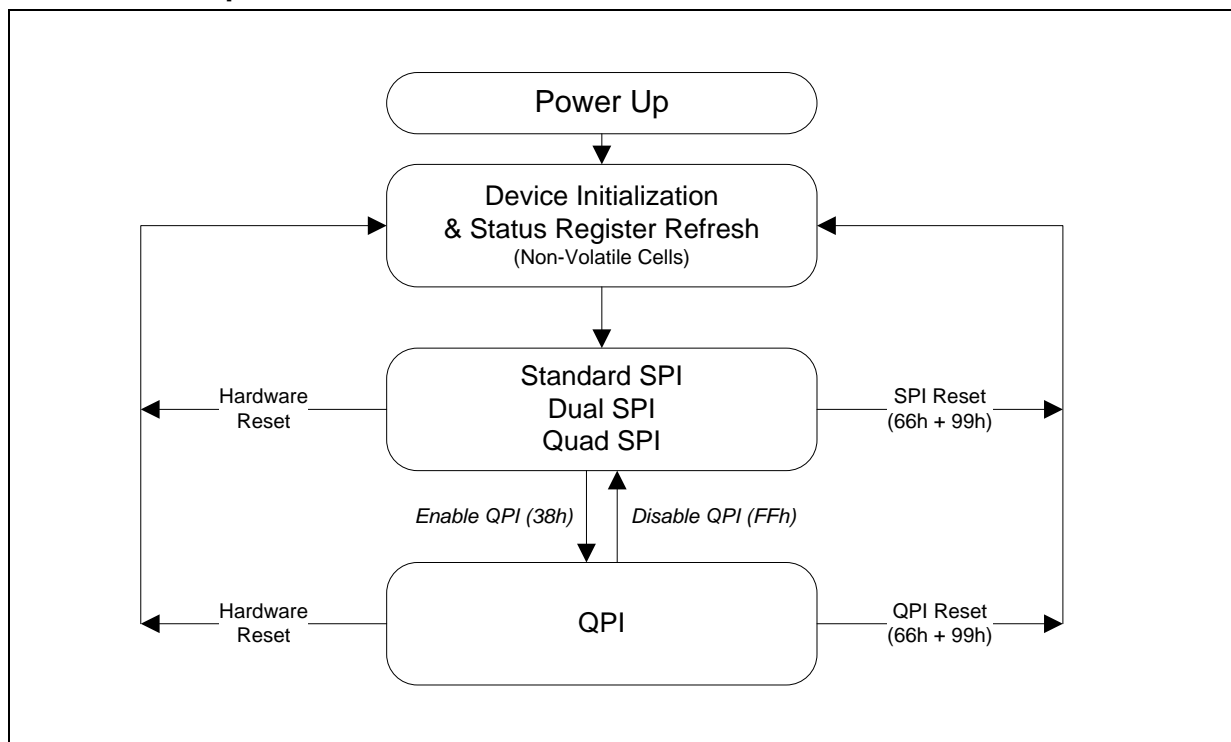 Power Up
Device Initialization
& Status Register Refresh
(Non-Volatile Cells)
Standard SPI
Dual SPI
Quad SPI
Hardware
Reset
SPI Reset
(66h + 99h)
Enable QPI (38h)
Disable QPI (FFh)
QPI
Hardware
Reset
QPI Reset
(66h + 99h)